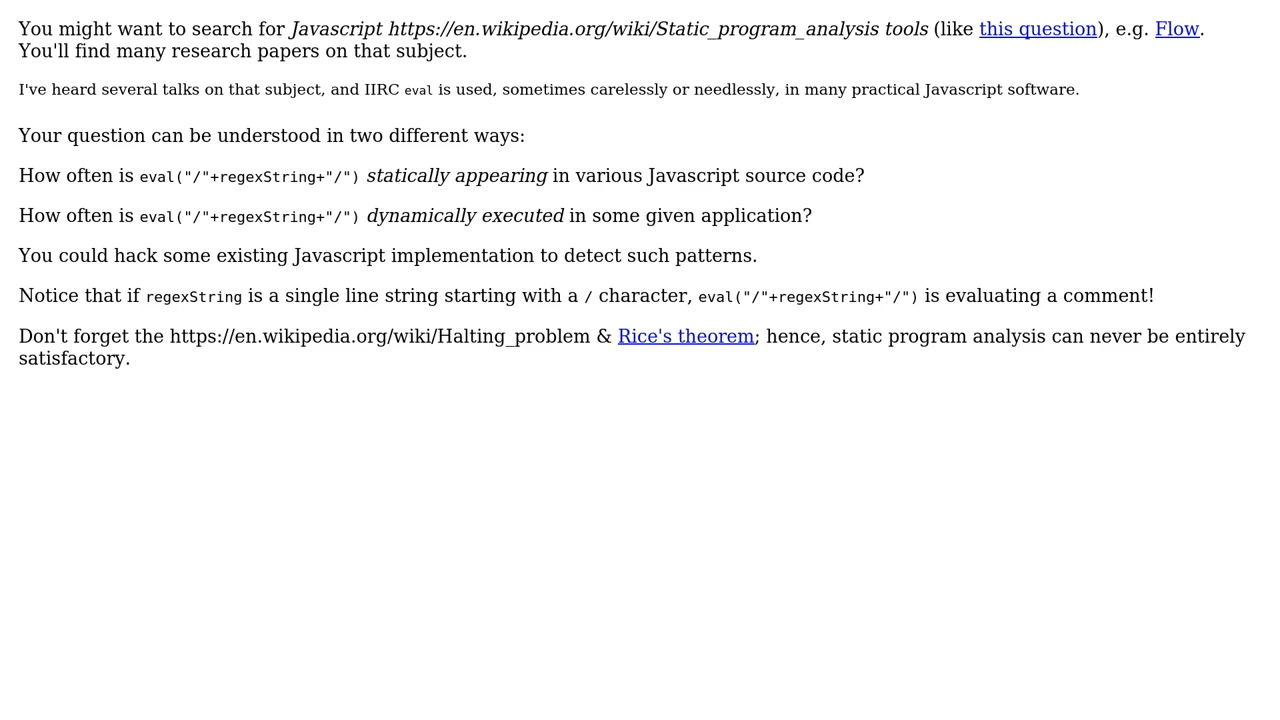 You might want to search for Javascript https://en.wikipedia.org/wiki/Static_program_analysis tools (like this question), e.g. Flow.
You'll find many research papers on that subject.
I've heard several talks on that subject, and IIRC eval is used, sometimes carelessly or needlessly, in many practical Javascript software.
Your question can be understood in two different ways:
How often is eval("/"+regexString+"/") statically appearing in various Javascript source code?
How often is eval("/"+regexString+"/") dynamically executed in some given application?
You could hack some existing Javascript implementation to detect such patterns.
Notice that if regexString is a single line string starting with a / character, eval("/"+regexString+"/") is evaluating a comment!
Don't forget the https://en.wikipedia.org/wiki/Halting_problem & Rice's theorem; hence, static program analysis can never be entirely
satisfactory.